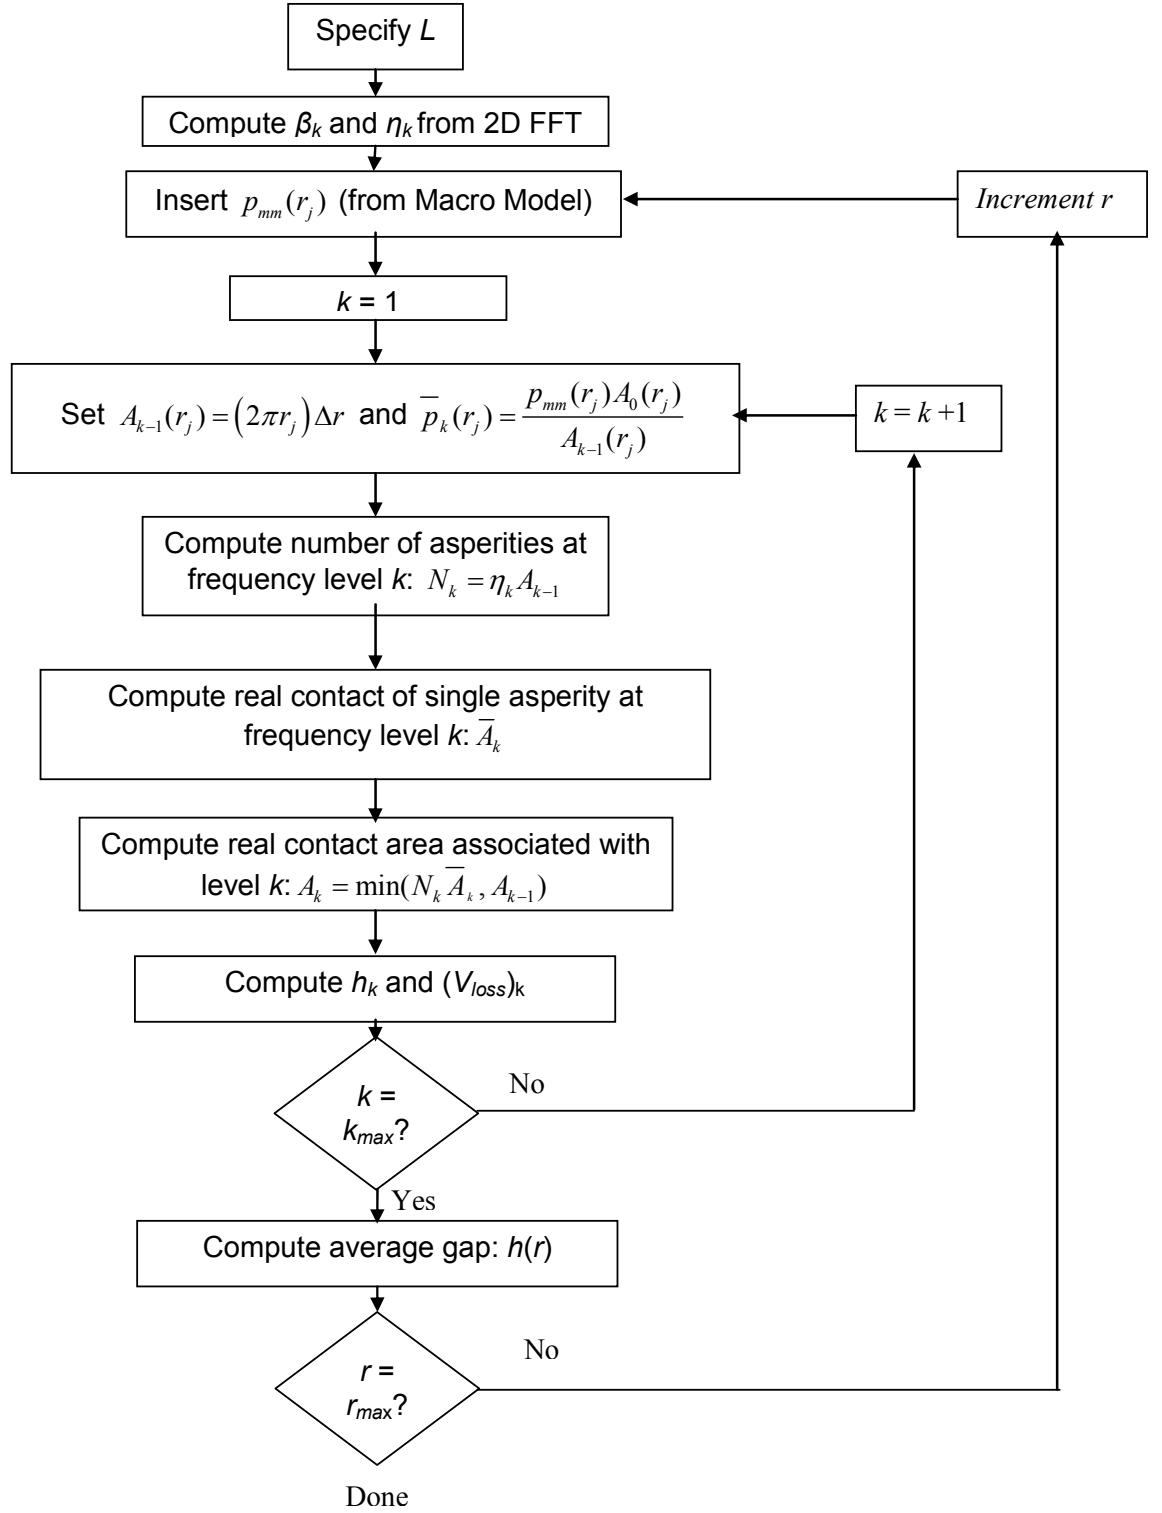 Specify L
Compute βₖ and ηₖ from 2D FFT
Insert pₘₘ(rⱼ) (from Macro Model)
Increment r
k = 1
Set Aₖ₋₁(rⱼ) = (2πrⱼ)Δr and p̅ₖ(rⱼ) = pₘₘ(rⱼ)A₀(rⱼ) / Aₖ₋₁(rⱼ)
k = k +1
Compute number of asperities at
frequency level k: Nₖ = ηₖAₖ₋₁
Compute real contact of single asperity at
frequency level k: A̅ₖ
Compute real contact area associated with
level k: Aₖ = min(NₖA̅ₖ, Aₖ₋₁)
Compute hₖ and (Vₗₒₛₛ)ₖ
k =
kₘₐₓ?
No
Yes
Compute average gap: h(r)
r =
rₘₐₓ?
No
Done